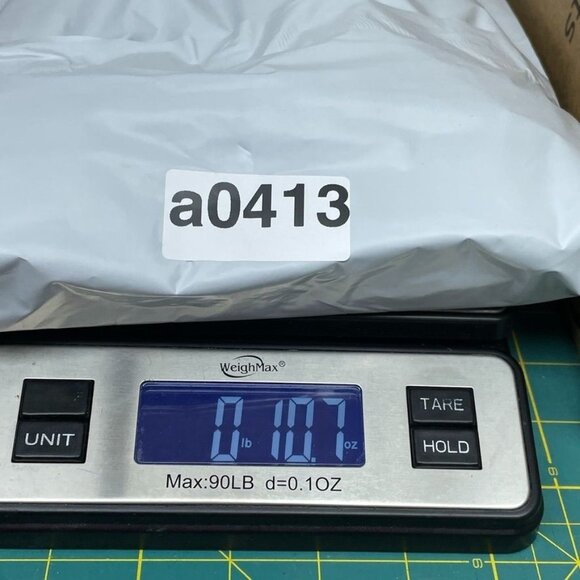 a0413
WeighMax®
0 lb 10.7 oz
UNIT
TARE
HOLD
Max:90LB d=0.1OZ